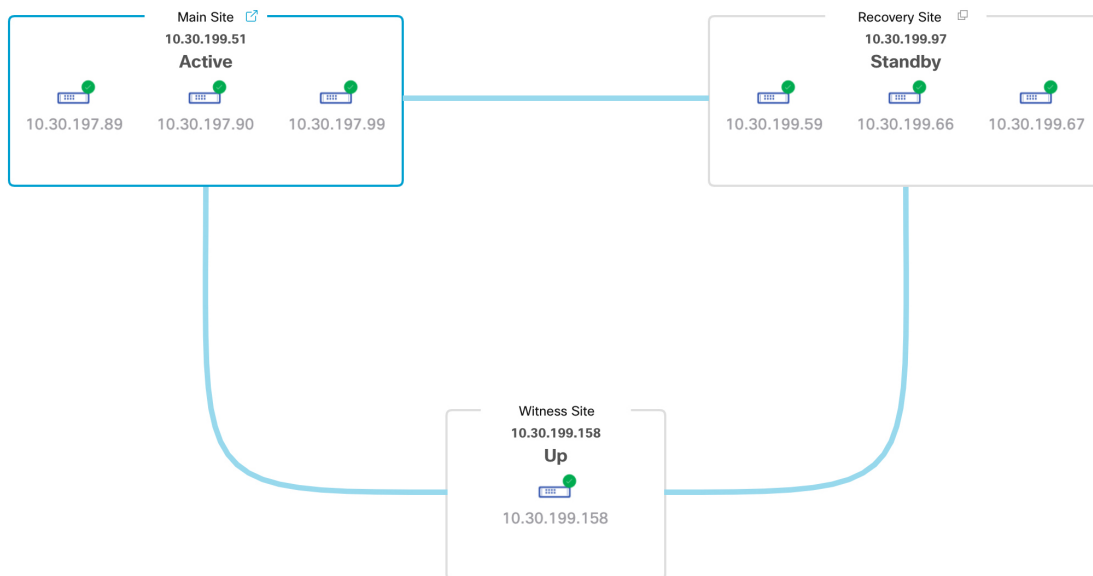 Main Site
10.30.199.51
Active
10.30.197.89
10.30.197.90
10.30.197.99
Recovery Site
10.30.199.97
Standby
10.30.199.59
10.30.199.66
10.30.199.67
Witness Site
10.30.199.158
Up
10.30.199.158